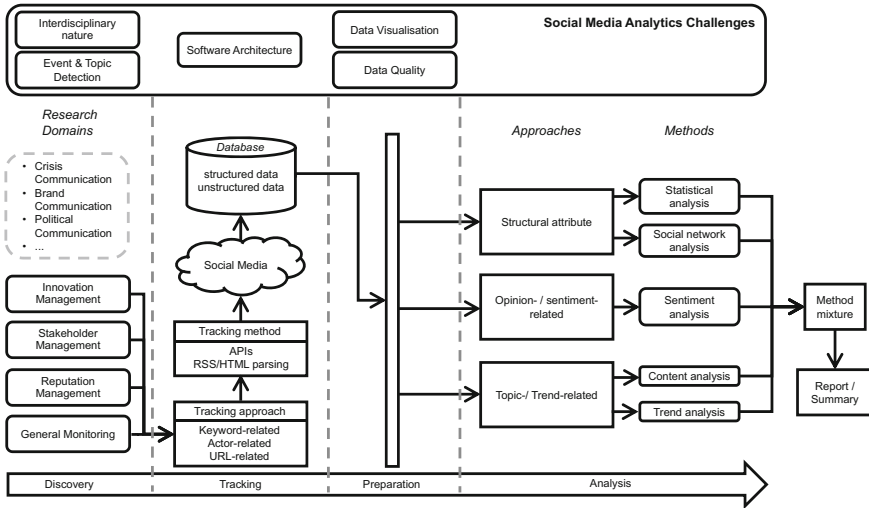 Social Media Analytics Challenges
Interdisciplinary
nature
Event & Topic
Detection
Software Architecture
Data Visualisation
Data Quality
Research
Domains
• Crisis
Communication
• Brand
Communication
• Political
Communication
• ...
Innovation
Management
Stakeholder
Management
Reputation
Management
General Monitoring
Database
structured data
unstructured data
Social Media
Tracking method
APIs
RSS/HTML parsing
Tracking approach
Keyword-related
Actor-related
URL-related
Approaches
Methods
Structural attribute
Opinion- / sentiment-
related
Topic-/ Trend-related
Statistical
analysis
Social network
analysis
Sentiment
analysis
Content analysis
Trend analysis
Method
mixture
Report /
Summary
Discovery
Tracking
Preparation
Analysis